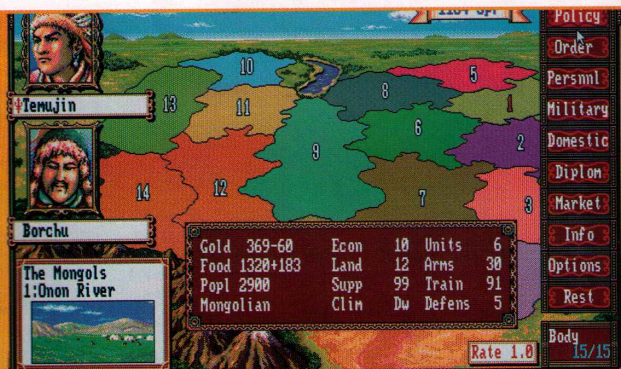 Policy
Order
Persnnl
Military
Domestic
Diplom
Market
Info
Options
Rest
Body
15/15
Temujin
Borchu
The Mongols
1:Onon River
10
5
8
13
11
1
6
2
9
14
12
7
3
Gold 369-60 Econ 10 Units 6
Food 1320+183 Land 12 Arms 30
Popl 2900 Supp 99 Train 91
Mongolian Clim Dw Defens 5
Rate 1.0